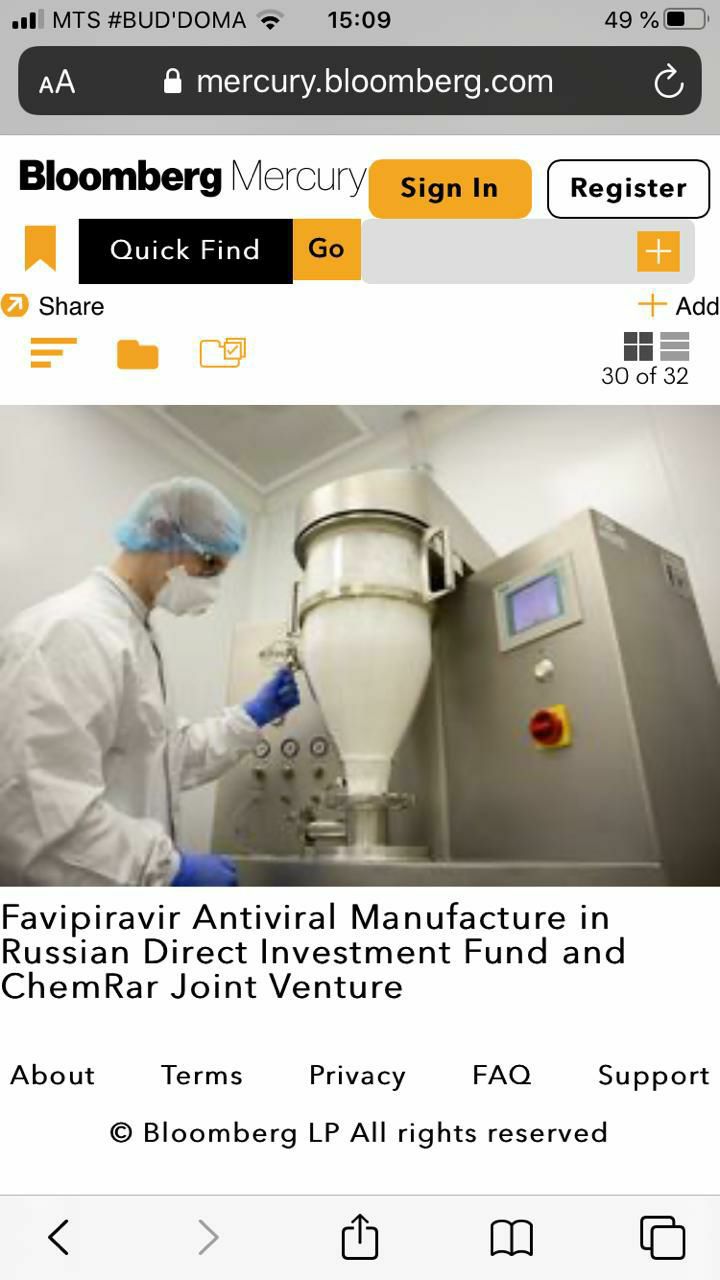 MTS #BUD'DOMA 15:09 49 %
AA mercury.bloomberg.com
Bloomberg Mercury Sign In Register
Quick Find Go
Share Add
30 of 32
Favipiravir Antiviral Manufacture in
Russian Direct Investment Fund and
ChemRar Joint Venture
About Terms Privacy FAQ Support
© Bloomberg LP All rights reserved